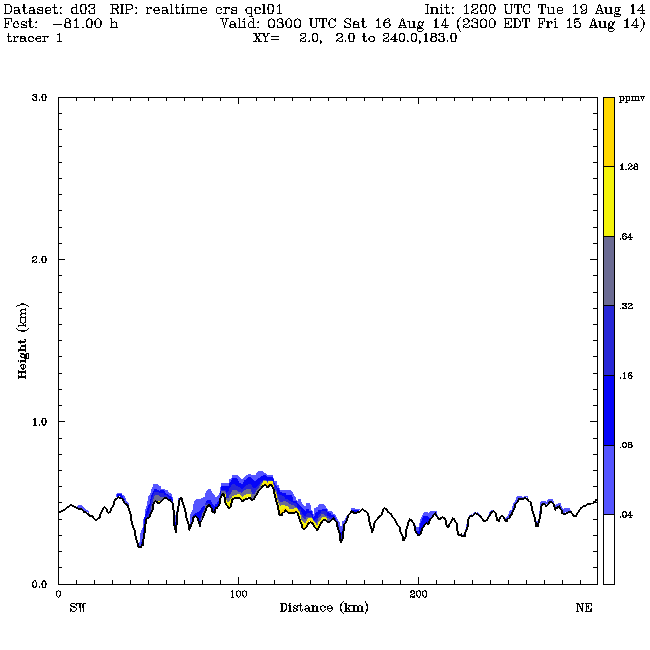 Dataset: d03 RIP: realtime crs qcl01 Init: 1200 UTC Tue 19 Aug 14
Fcst: -81.00 h Valid: 0300 UTC Sat 16 Aug 14 (2300 EDT Fri 15 Aug 14)
tracer 1 XY= 2.0, 2.0 to 240.0,183.0
ppmv
3.0
1.28
.64
2.0
.32
Height (km)
.16
1.0
.08
.04
0.0
0 100 200
SW Distance (km) NE